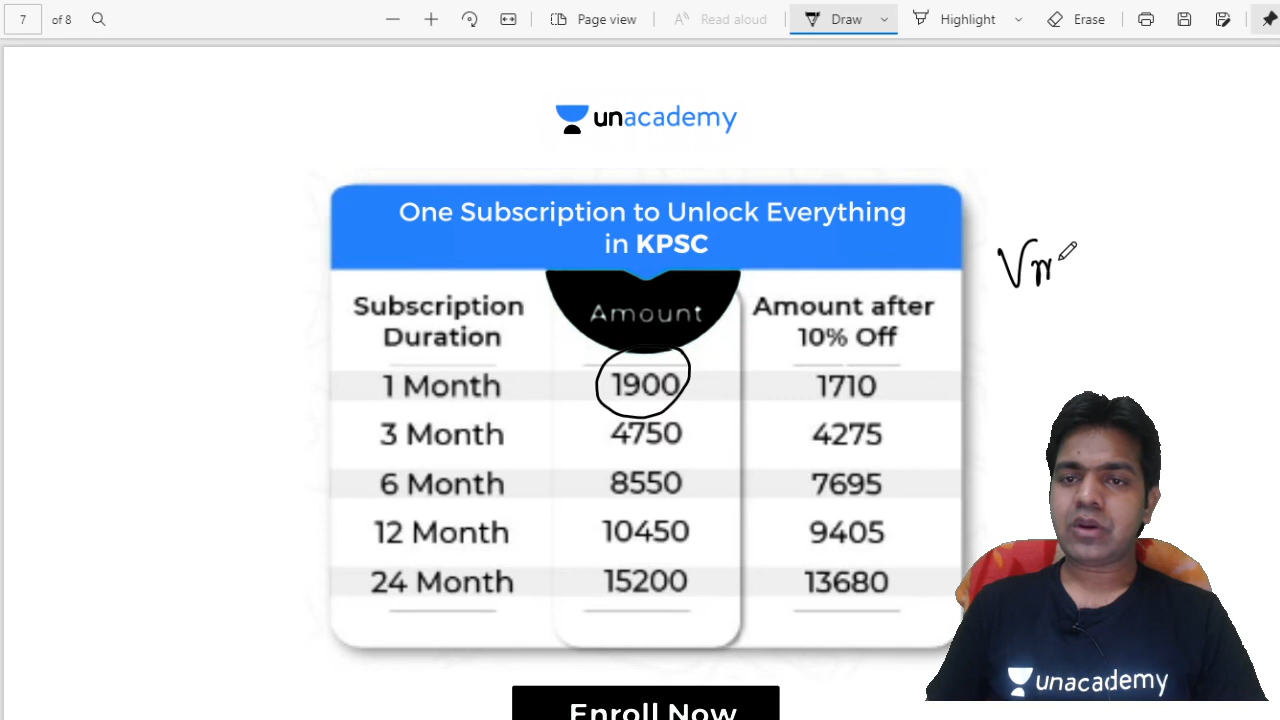 7 of 8 Page view Read aloud Draw Highlight Erase
unacademy
One Subscription to Unlock Everything
in KPSC
Subscription Duration Amount Amount after 10% Off
1 Month 1900 1710
3 Month 4750 4275
6 Month 8550 7695
12 Month 10450 9405
24 Month 15200 13680
Enroll Now
unacademy